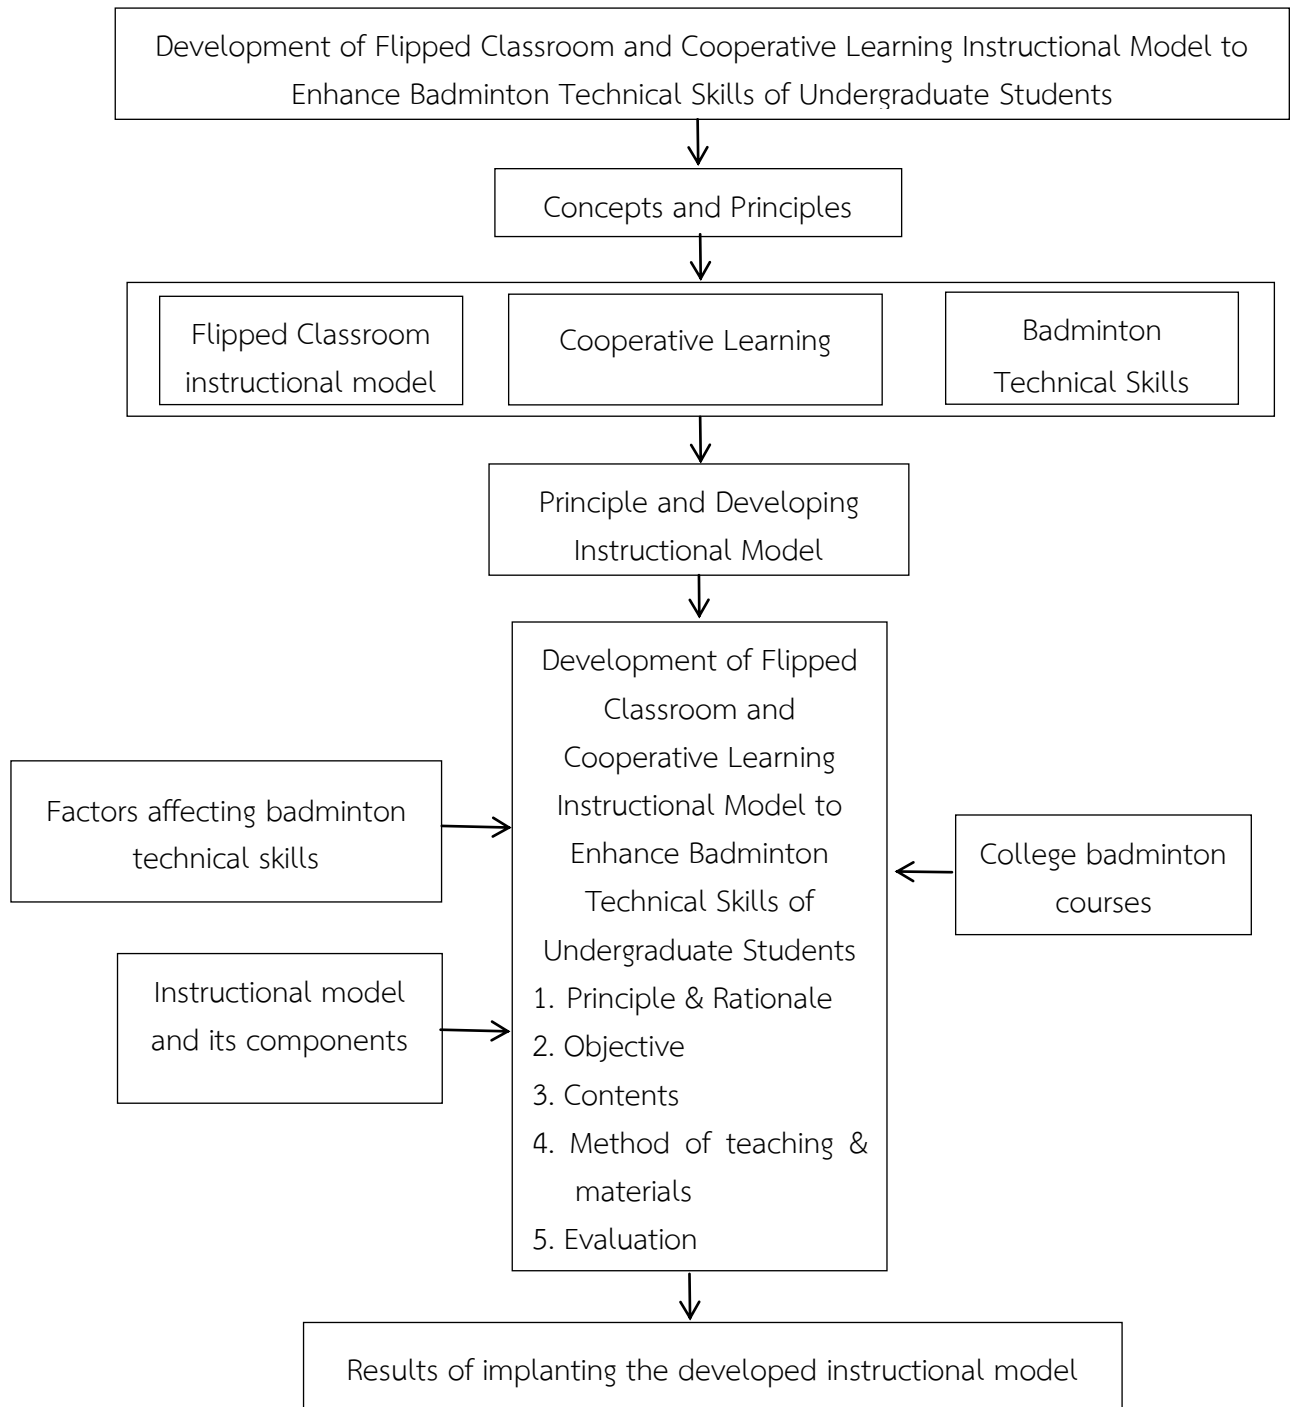 Development of Flipped Classroom and Cooperative Learning Instructional Model to
Enhance Badminton Technical Skills of Undergraduate Students
Concepts and Principles
Flipped Classroom
instructional model
Cooperative Learning
Badminton
Technical Skills
Principle and Developing
Instructional Model
Development of Flipped
Classroom and
Cooperative Learning
Instructional Model to
Enhance Badminton
Technical Skills of
Undergraduate Students
1. Principle & Rationale
2. Objective
3. Contents
4. Method of teaching &
materials
5. Evaluation
Factors affecting badminton
technical skills
Instructional model
and its components
College badminton
courses
Results of implanting the developed instructional model